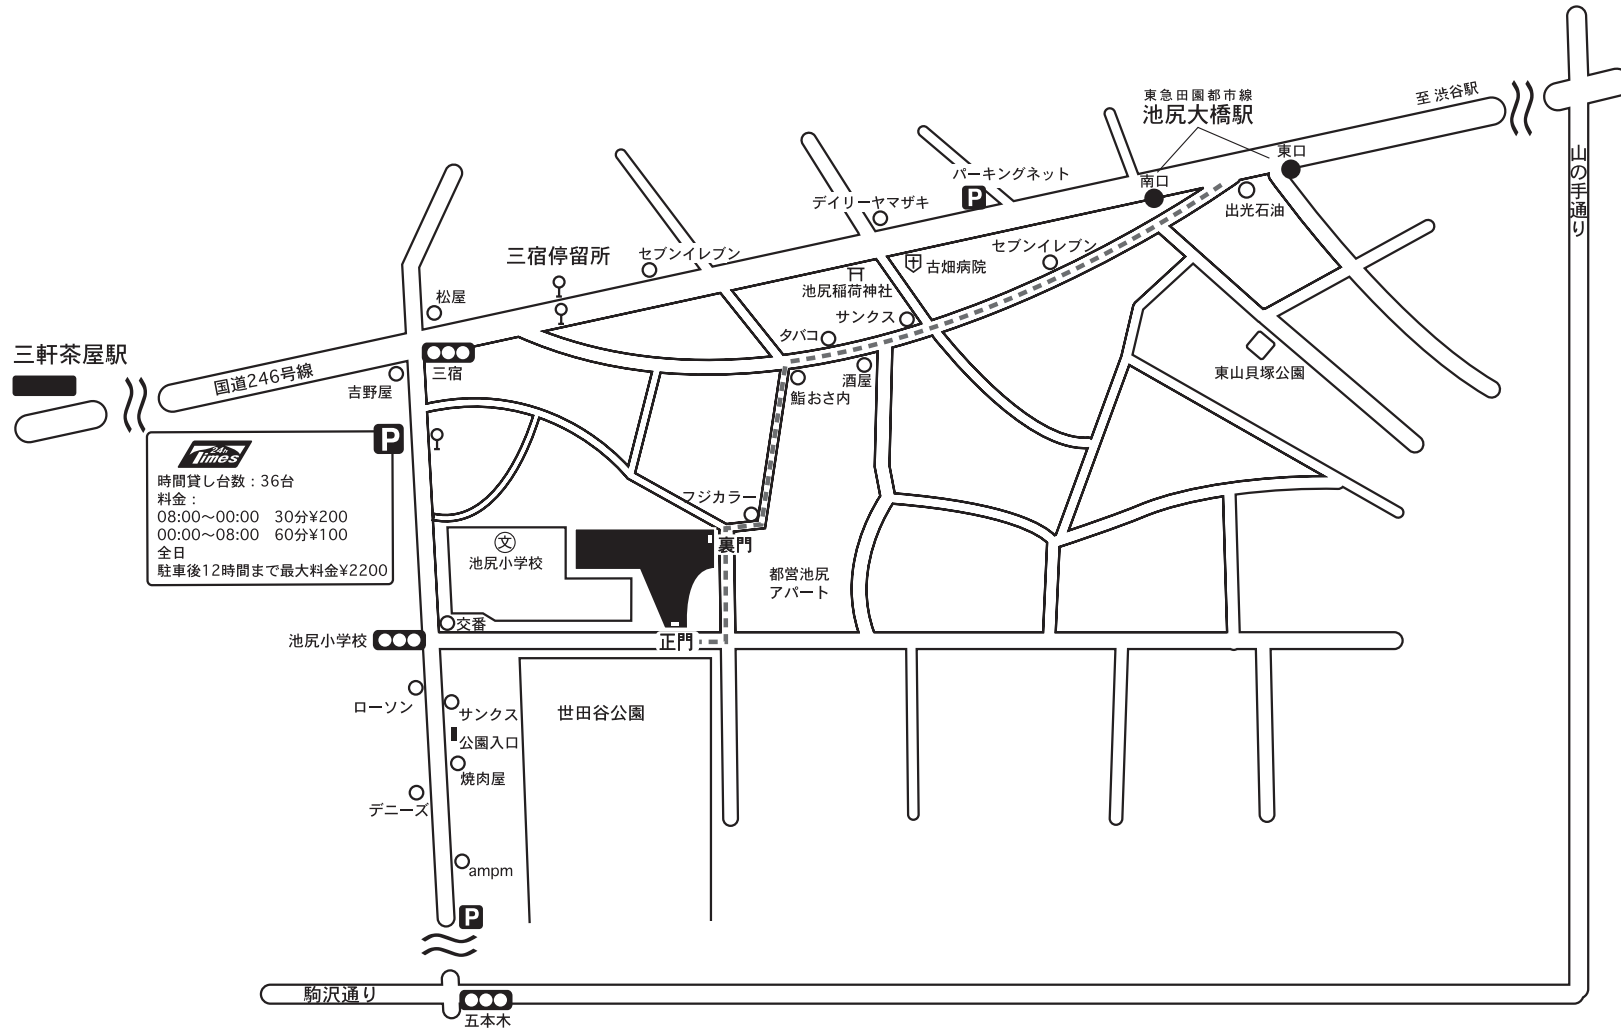 東急田園都市線
池尻大橋駅
至 渋谷駅
東口
南口
山の手通り
パーキングネット
P
デイリーヤマザキ
出光石油
三宿停留所
セブンイレブン
セブンイレブン
古畑病院
池尻稲荷神社
松屋
サンクス
タバコ
三軒茶屋駅
国道246号線
三宿
吉野屋
酒屋
鮨おさ内
東山貝塚公園
P
24h
Times
時間貸し台数：36台
料金：
08:00〜00:00 30分¥200
00:00〜08:00 60分¥100
全日
駐車後12時間まで最大料金¥2200
フジカラー
文
池尻小学校
裏門
都営池尻
アパート
交番
池尻小学校
正門
ローソン
サンクス
世田谷公園
公園入口
焼肉屋
デニーズ
ampm
P
駒沢通り
五本木